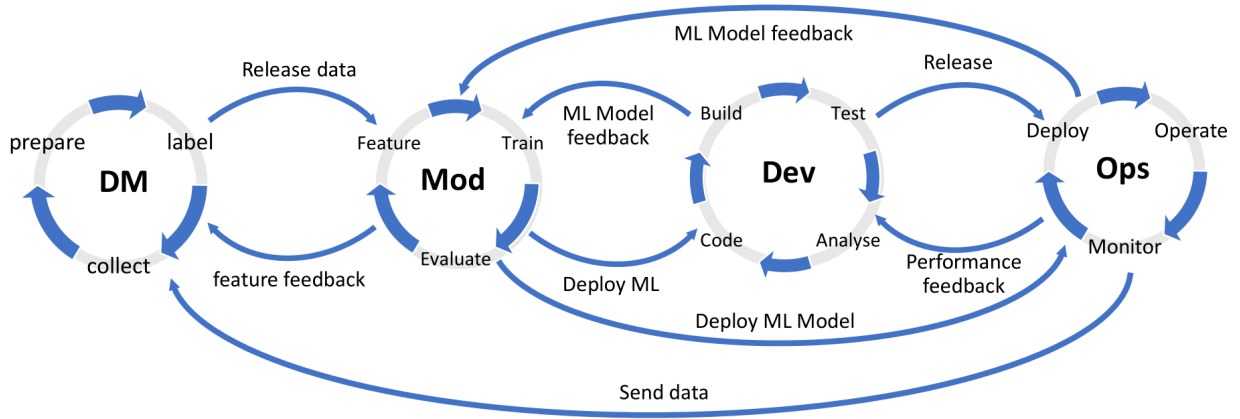 ML Model feedback
Release data
Release
prepare
label
Feature
Train
ML Model
feedback
Build
Test
Deploy
Operate
DM
Mod
Dev
Ops
collect
feature feedback
Evaluate
Deploy ML
Code
Analyse
Performance
feedback
Monitor
Deploy ML Model
Send data